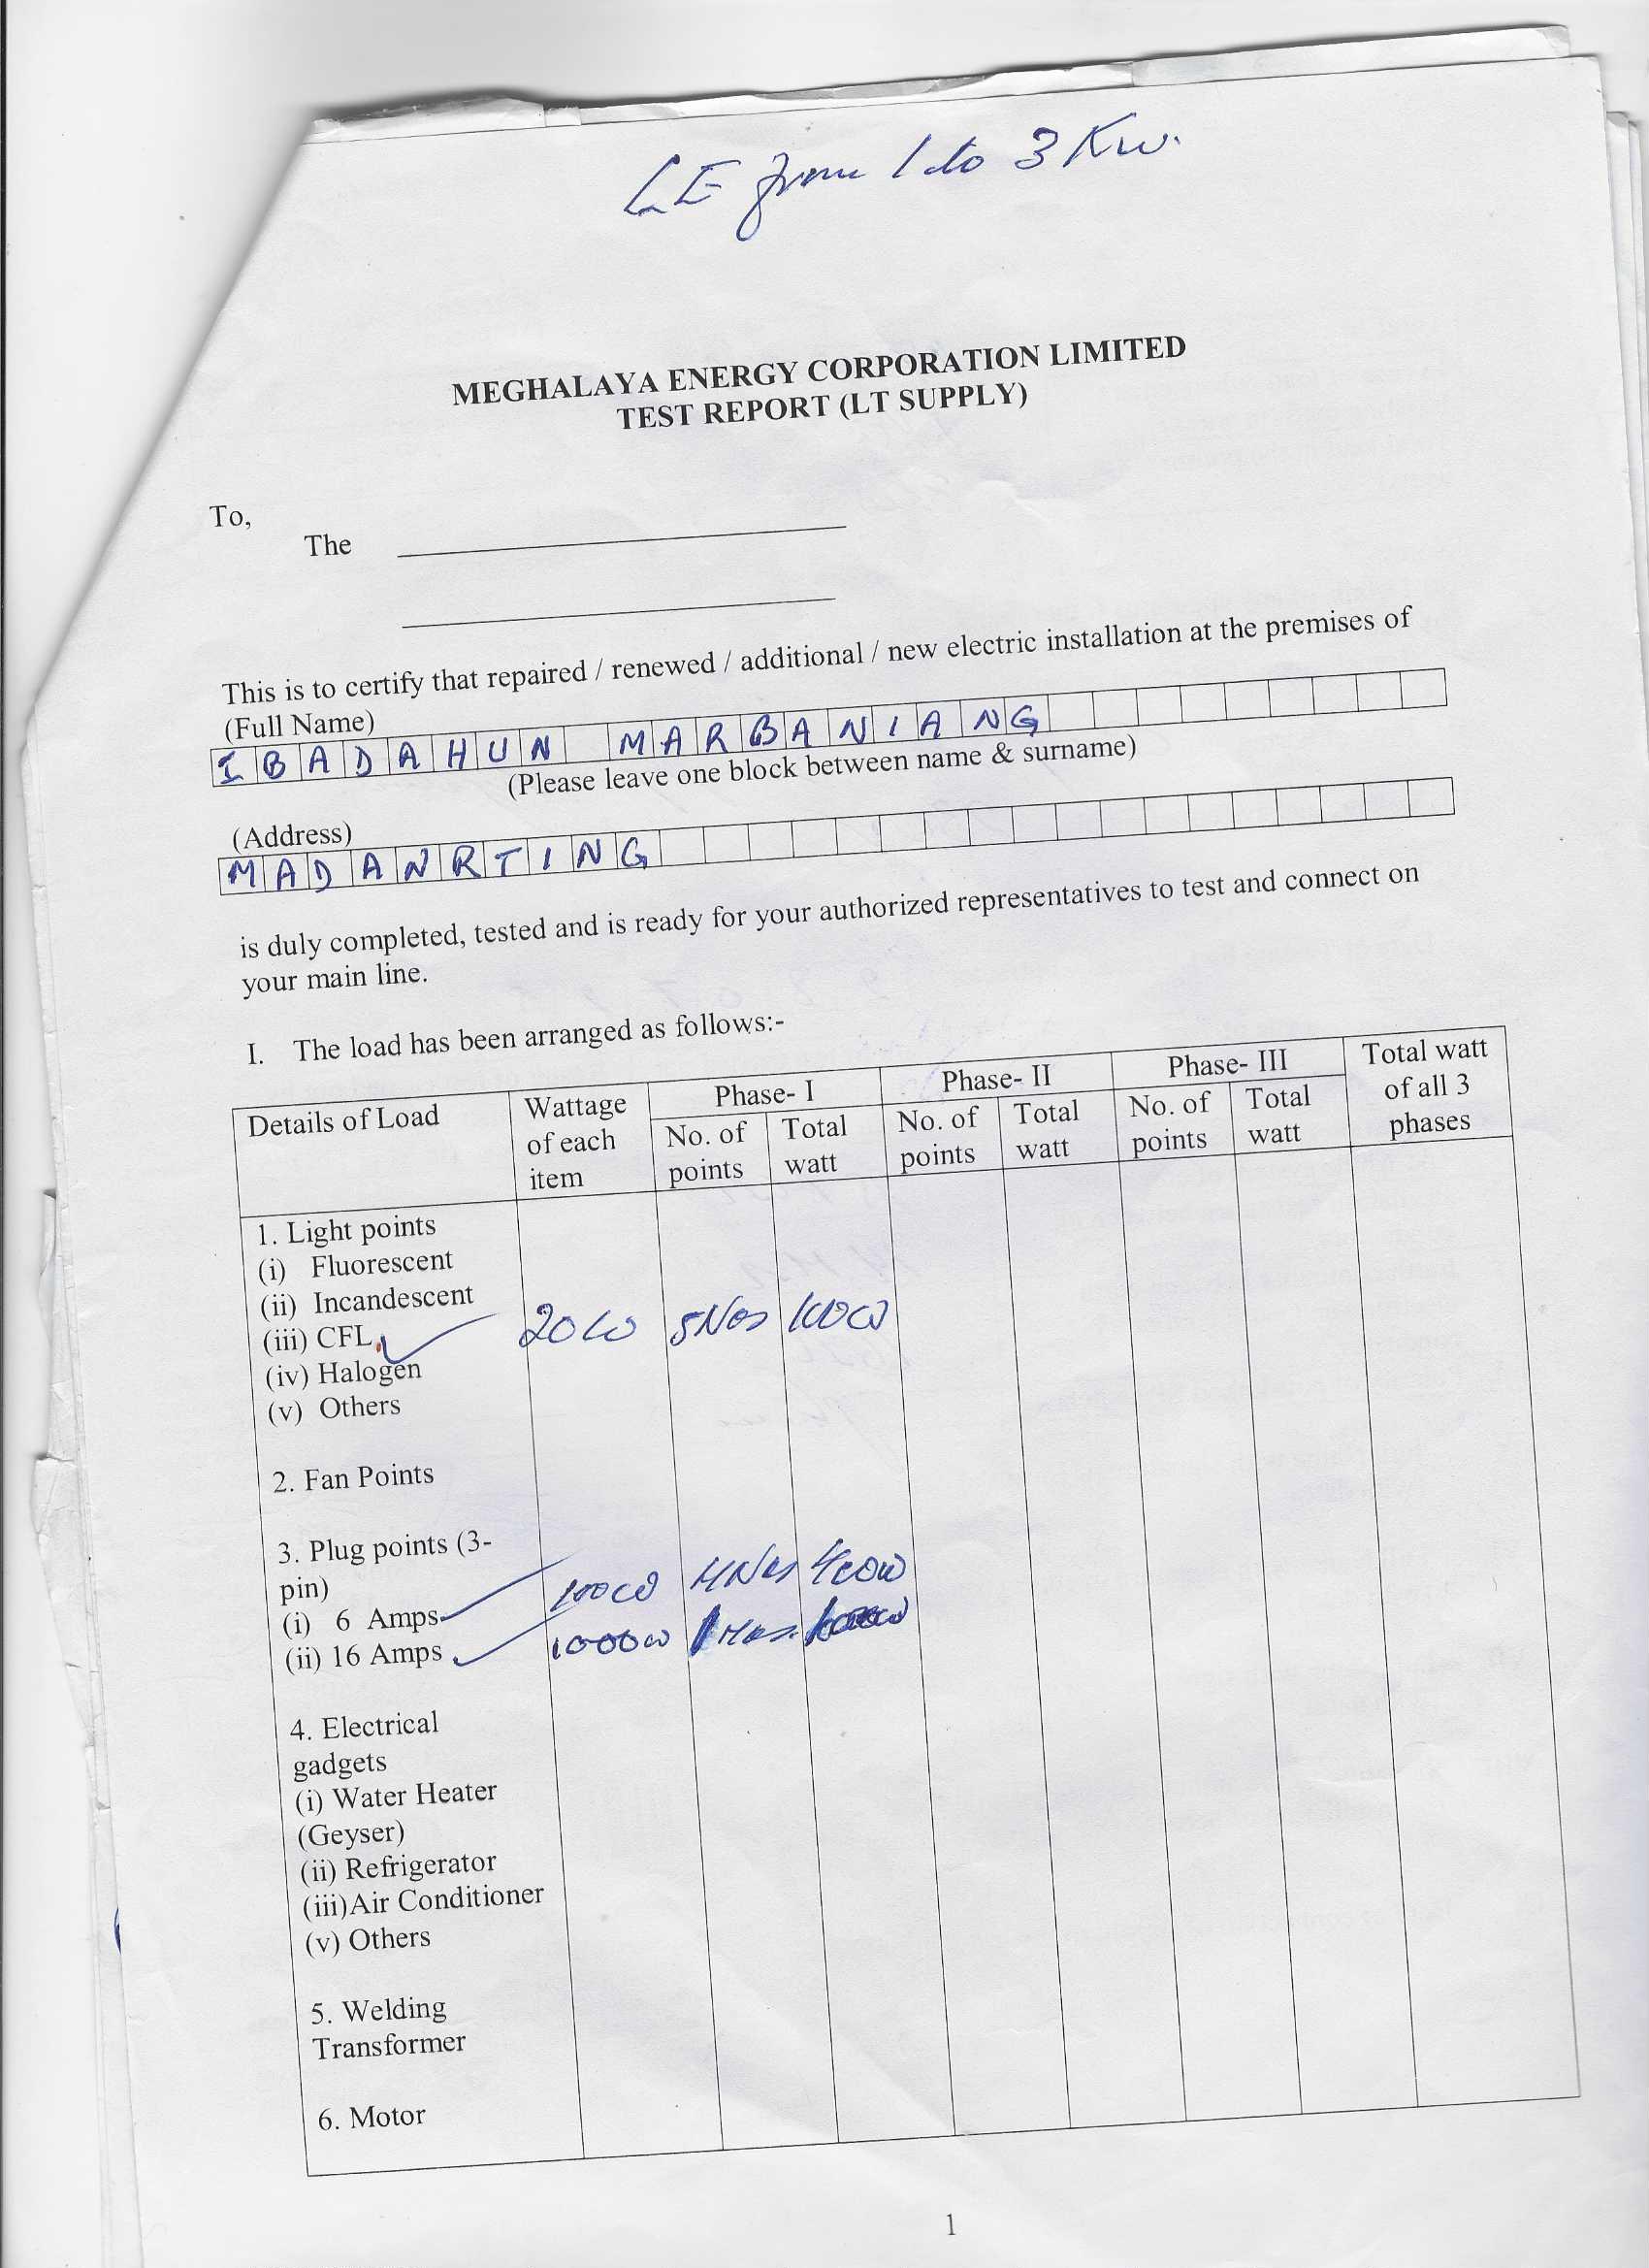 LE from 1 to 3 Kw.
MEGHALAYA ENERGY CORPORATION LIMITED
TEST REPORT (LT SUPPLY)
To,
The
This is to certify that repaired / renewed / additional / new electric installation at the premises of
(Full Name)
IBADAHUN MARBANIANG
(Please leave one block between name & surname)
(Address)
MADANRTING
is duly completed, tested and is ready for your authorized representatives to test and connect on
your main line.
I. The load has been arranged as follows:-
Details of Load Wattage of each item Phase- I Phase- II Phase- III Total watt of all 3 phases
No. of points Total watt No. of points Total watt No. of points Total watt
1. Light points
(i) Fluorescent
(ii) Incandescent
(iii) CFL 20W 5Nos 100W
(iv) Halogen
(v) Others
2. Fan Points
3. Plug points (3-
pin)
(i) 6 Amps 100W 4Nos 400W
(ii) 16 Amps 1000W 1Nos.
4. Electrical
gadgets
(i) Water Heater
(Geyser)
(ii) Refrigerator
(iii)Air Conditioner
(v) Others
5. Welding
Transformer
6. Motor
1